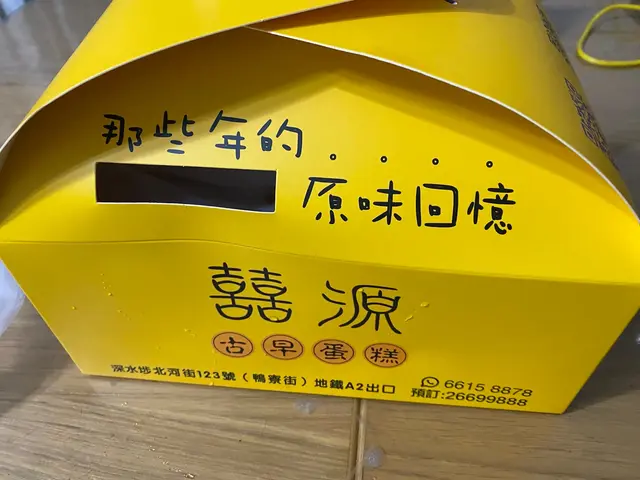 那些年的。。。。
原味回憶
囍源
古早蛋糕
深水埗北河街123號(鴨寮街)地鐵A2出口
6615 8878
預訂:26699888